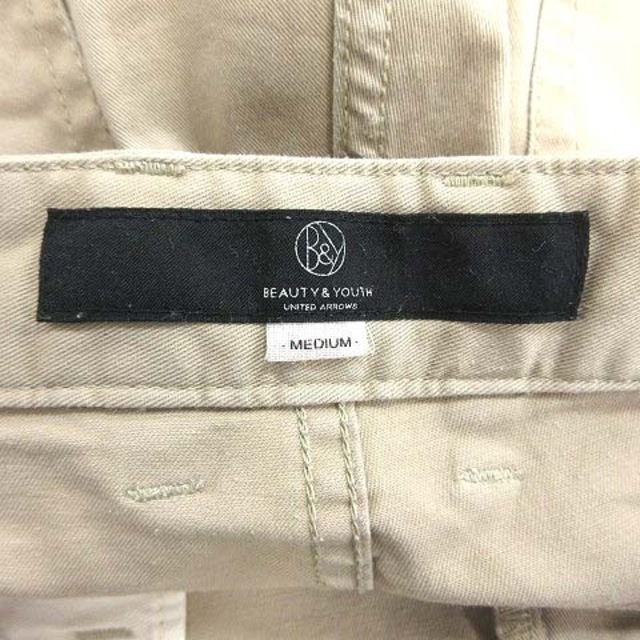 B&Y
BEAUTY & YOUTH
UNITED ARROWS
- MEDIUM -